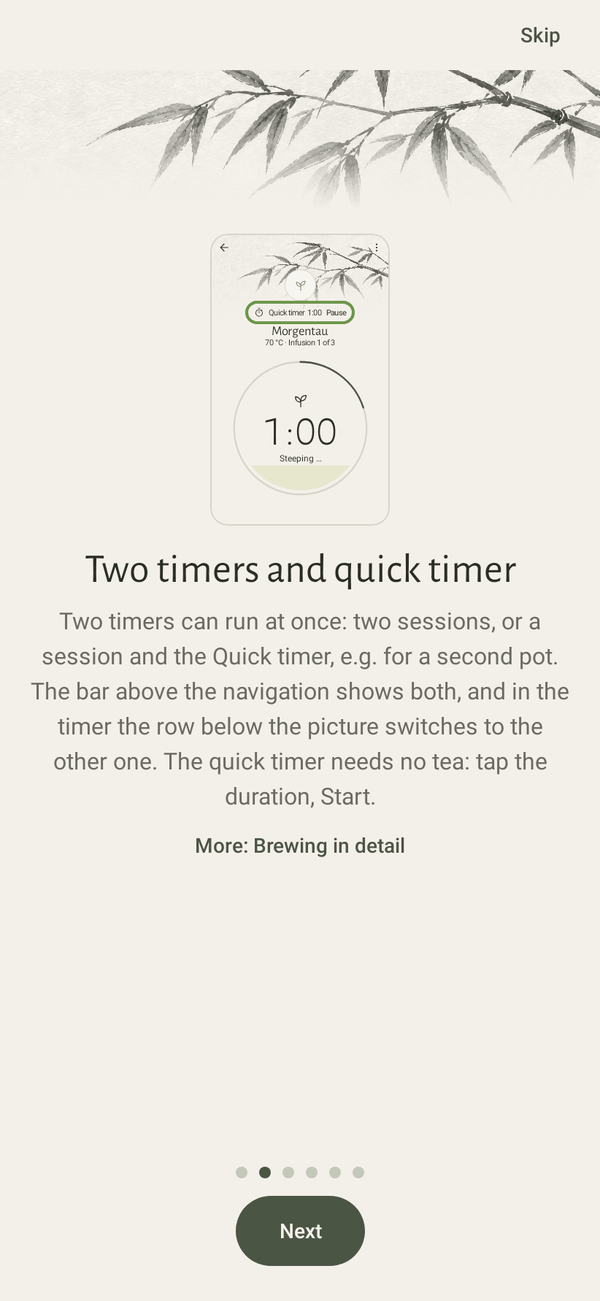 Skip
Quick timer 1:00 Pause
Morgentau
70 °C · Infusion 1 of 3
1:00
Steeping ...
Two timers and quick timer
Two timers can run at once: two sessions, or a
session and the Quick timer, e.g. for a second pot.
The bar above the navigation shows both, and in the
timer the row below the picture switches to the
other one. The quick timer needs no tea: tap the
duration, Start.
More: Brewing in detail
Next